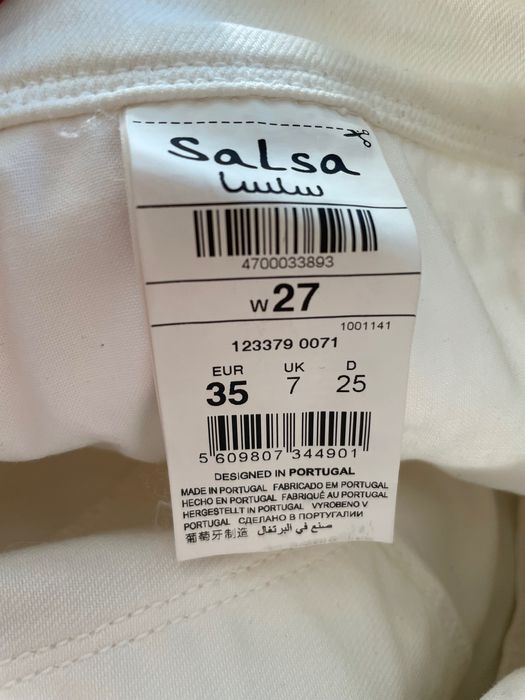 Salsa
سلسا
4700033893
W 27
1001141
123379 0071
EUR UK D
35 7 25
5 609807 344901
DESIGNED IN PORTUGAL
MADE IN PORTUGAL FABRICADO EM PORTUGAL
HECHO EN PORTUGAL FABRIQUÉ AU PORTUGAL
HERGESTELLT IN PORTUGAL VYROBENO V
PORTUGAL СДЕЛАНО В ПОРТУГАЛИИ
葡萄牙制造 صنع في البرتغال